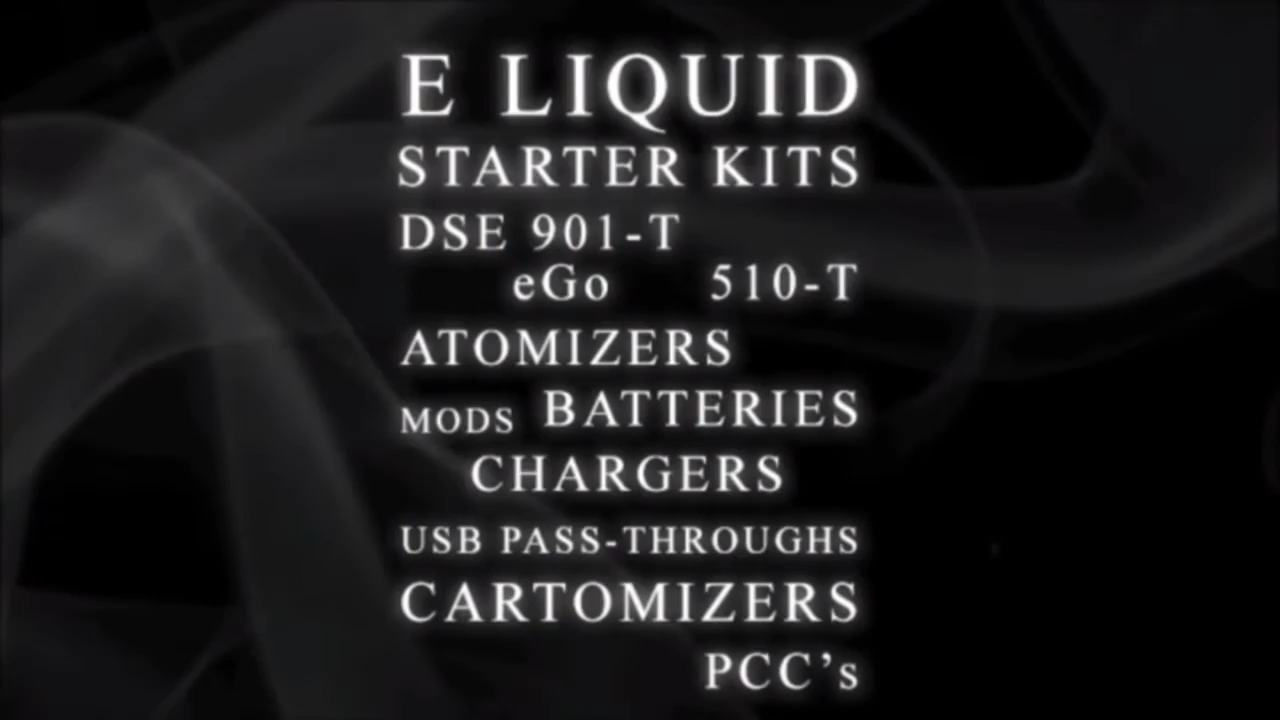 E LIQUID
STARTER KITS
DSE 901-T
eGo 510-T
ATOMIZERS
MODS BATTERIES
CHARGERS
USB PASS-THROUGHS
CARTOMIZERS
PCC’s